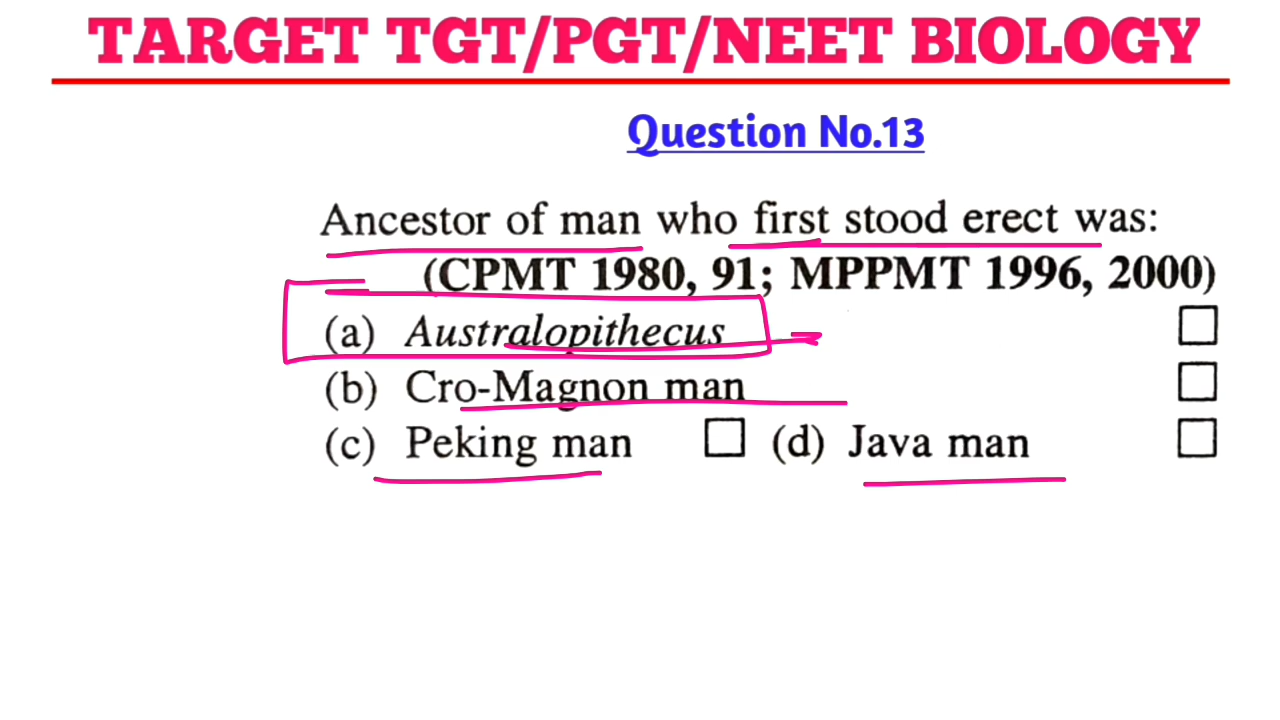 TARGET TGT/PGT/NEET BIOLOGY
Question No.13
Ancestor of man who first stood erect was:
(CPMT 1980, 91; MPPMT 1996, 2000)
(a) Australopithecus
(b) Cro-Magnon man
(c) Peking man (d) Java man